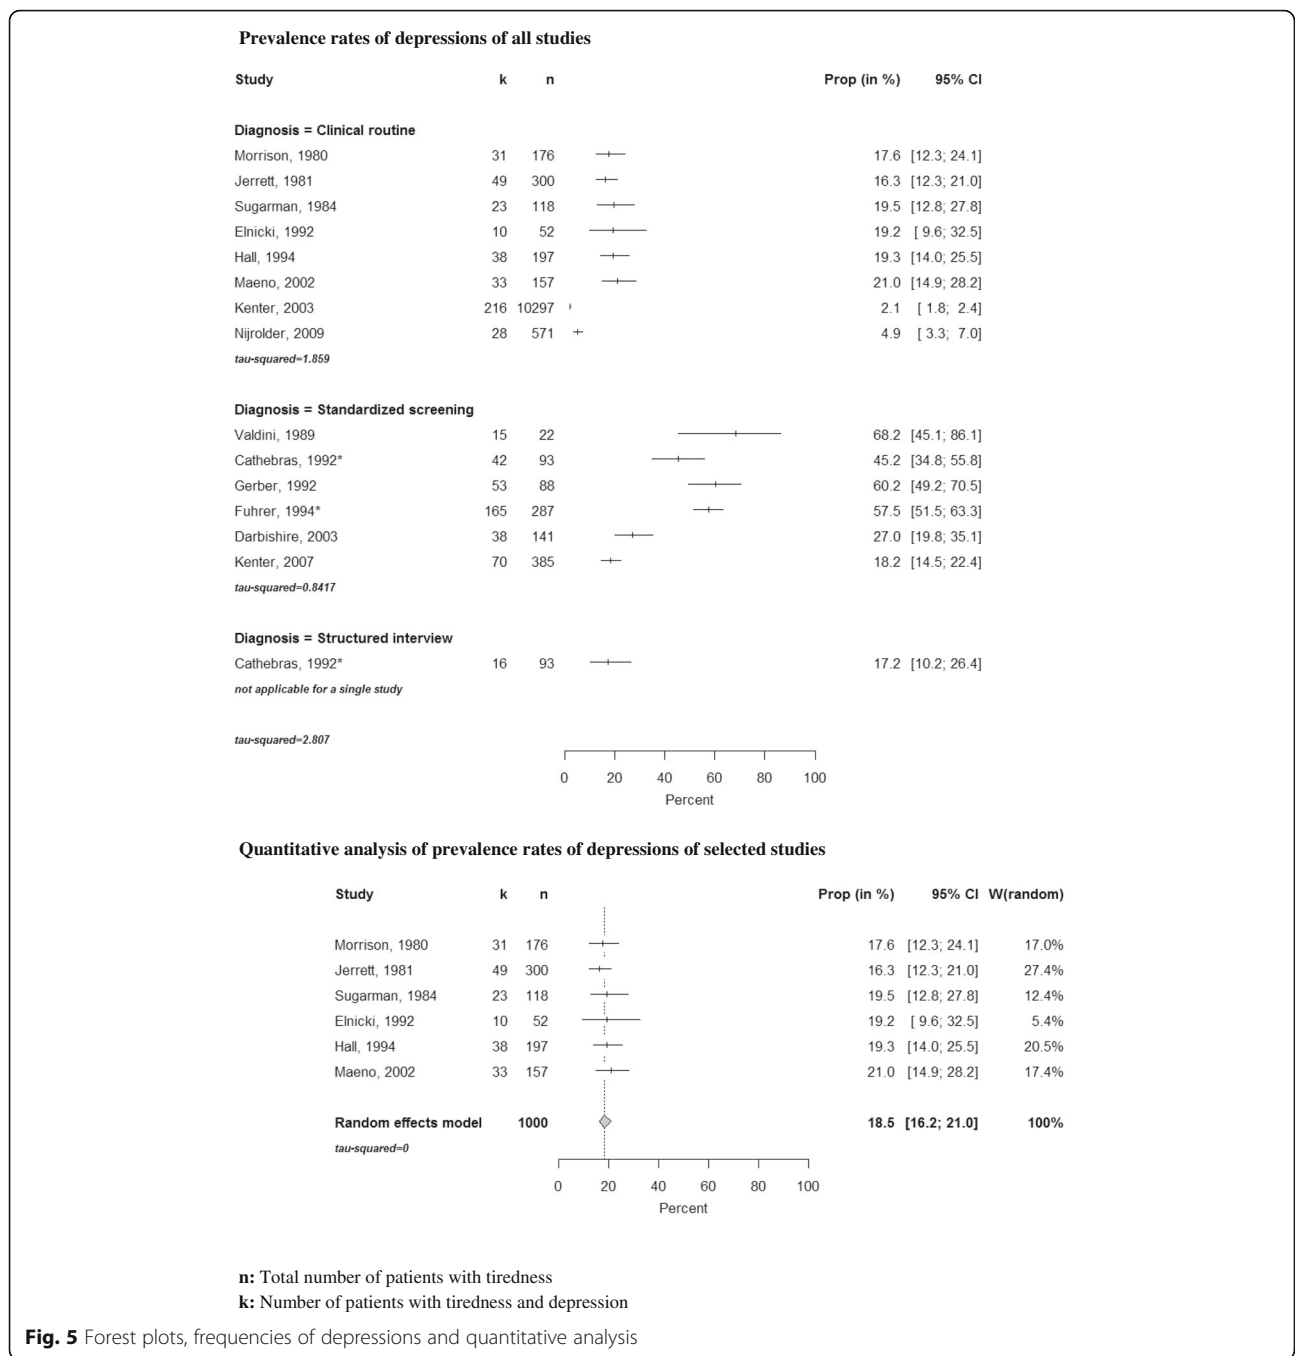 Prevalence rates of depressions of all studies
Study k n Prop (in %) 95% CI
Diagnosis = Clinical routine
Morrison, 1980 31 176 17.6 [12.3; 24.1]
Jerrett, 1981 49 300 16.3 [12.3; 21.0]
Sugarman, 1984 23 118 19.5 [12.8; 27.8]
Elnicki, 1992 10 52 19.2 [ 9.6; 32.5]
Hall, 1994 38 197 19.3 [14.0; 25.5]
Maeno, 2002 33 157 21.0 [14.9; 28.2]
Kenter, 2003 216 10297 2.1 [ 1.8; 2.4]
Nijrolder, 2009 28 571 4.9 [ 3.3; 7.0]
tau-squared=1.859
Diagnosis = Standardized screening
Valdini, 1989 15 22 68.2 [45.1; 86.1]
Cathebras, 1992* 42 93 45.2 [34.8; 55.8]
Gerber, 1992 53 88 60.2 [49.2; 70.5]
Fuhrer, 1994* 165 287 57.5 [51.5; 63.3]
Darbishire, 2003 38 141 27.0 [19.8; 35.1]
Kenter, 2007 70 385 18.2 [14.5; 22.4]
tau-squared=0.8417
Diagnosis = Structured interview
Cathebras, 1992* 16 93 17.2 [10.2; 26.4]
not applicable for a single study
tau-squared=2.807
0 20 40 60 80 100
Percent
Quantitative analysis of prevalence rates of depressions of selected studies
Study k n Prop (in %) 95% CI W(random)
Morrison, 1980 31 176 17.6 [12.3; 24.1] 17.0%
Jerrett, 1981 49 300 16.3 [12.3; 21.0] 27.4%
Sugarman, 1984 23 118 19.5 [12.8; 27.8] 12.4%
Elnicki, 1992 10 52 19.2 [ 9.6; 32.5] 5.4%
Hall, 1994 38 197 19.3 [14.0; 25.5] 20.5%
Maeno, 2002 33 157 21.0 [14.9; 28.2] 17.4%
Random effects model 1000 18.5 [16.2; 21.0] 100%
tau-squared=0
0 20 40 60 80 100
Percent
n: Total number of patients with tiredness
k: Number of patients with tiredness and depression
Fig. 5 Forest plots, frequencies of depressions and quantitative analysis